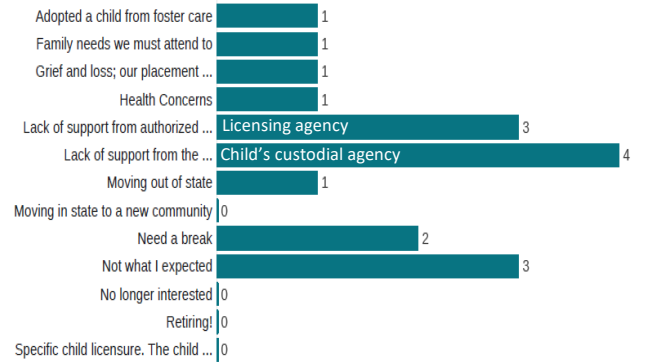 Adopted a child from foster care 1
Family needs we must attend to 1
Grief and loss; our placement ... 1
Health Concerns 1
Lack of support from authorized ... Licensing agency 3
Lack of support from the ... Child's custodial agency 4
Moving out of state 1
Moving in state to a new community 0
Need a break 2
Not what I expected 3
No longer interested 0
Retiring! 0
Specific child licensure. The child ... 0